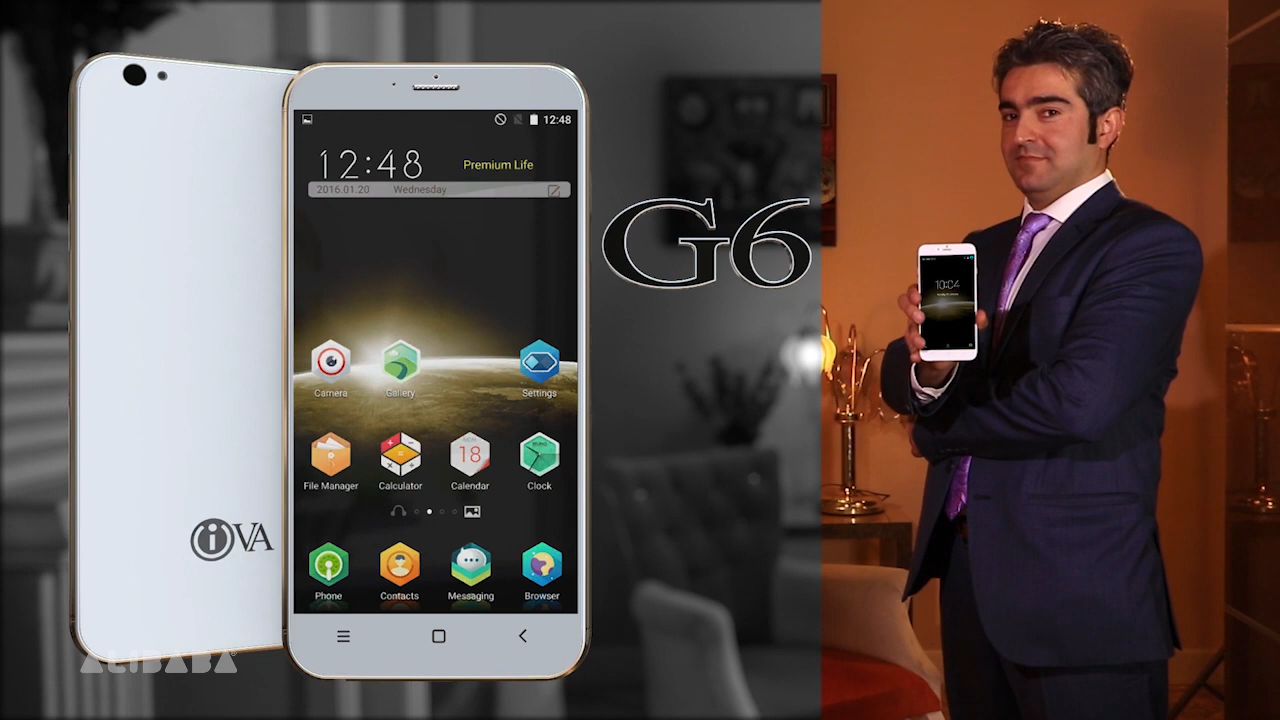 12:48
12:48
Premium Life
2016.01.20 Wednesday
G6
10:04
Camera
Gallery
Settings
File Manager
Calculator
18
Calendar
Clock
iVA
Phone
Contacts
Messaging
Browser
ALIBABA®